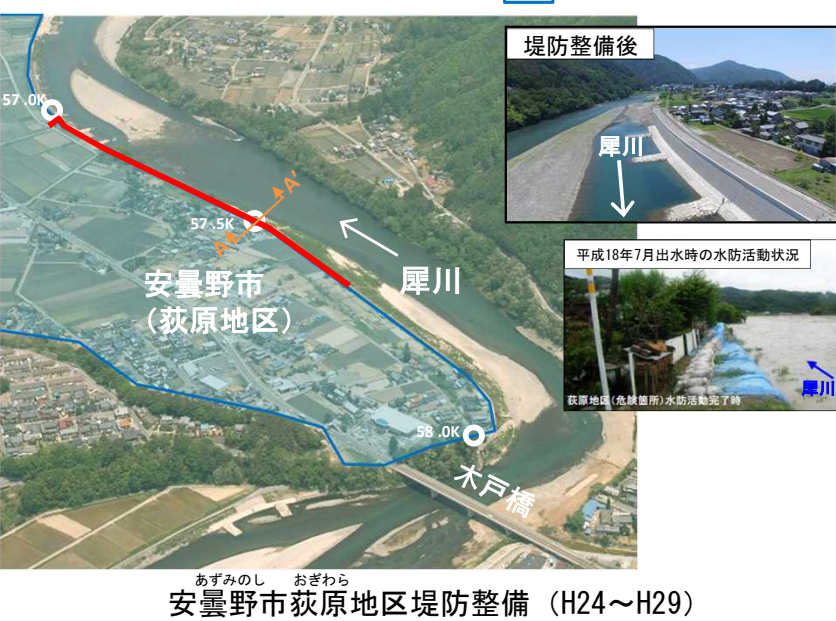 堤防整備後
犀川
平成18年7月出水時の水防活動状況
犀川
荻原地区(危険箇所)水防活動完了時
57.0K
57.5K
A
A'
安曇野市
(荻原地区)
犀川
58.0K
木戸橋
あずみのし おぎわら
安曇野市荻原地区堤防整備(H24～H29)